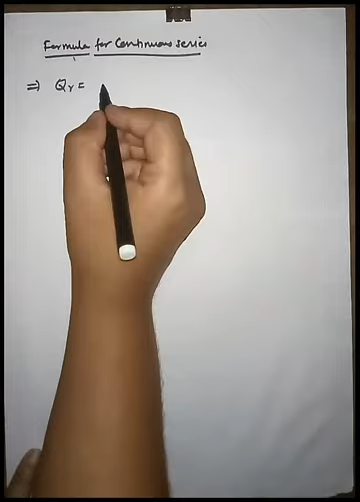 Formula for Continuous series
⇒ Qr =